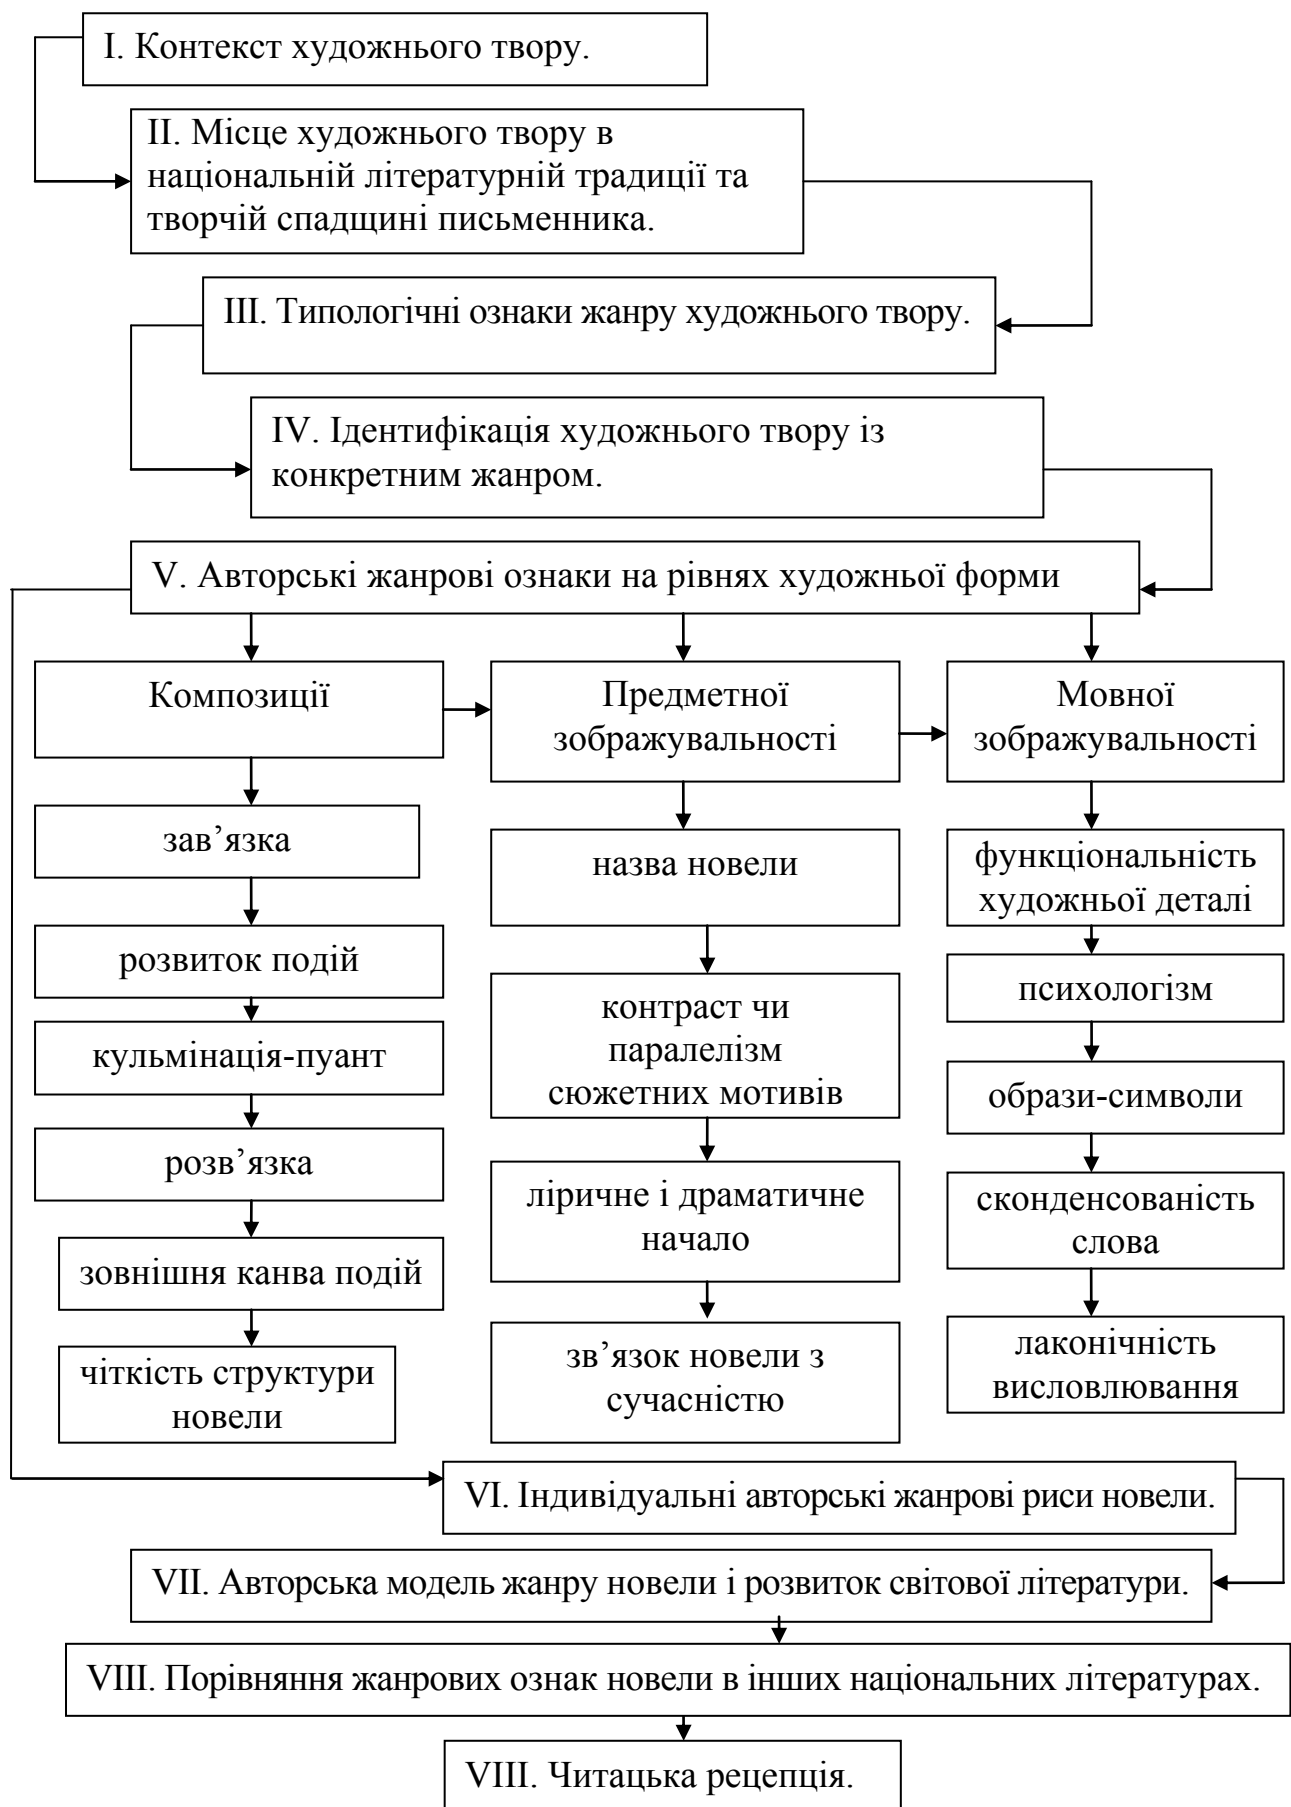 I. Контекст художнього твору.
II. Місце художнього твору в
національній літературній традиції та
творчій спадщині письменника.
III. Типологічні ознаки жанру художнього твору.
IV. Ідентифікація художнього твору із
конкретним жанром.
V. Авторські жанрові ознаки на рівнях художньої форми
Композиції
зав’язка
розвиток подій
кульмінація-пуант
розв’язка
зовнішня канва подій
чіткість структури
новели
Предметної
зображувальності
назва новели
контраст чи
паралелізм
сюжетних мотивів
ліричне і драматичне
начало
зв’язок новели з
сучасністю
Мовної
зображувальності
функціональність
художньої деталі
психологізм
образи-символи
сконденсованість
слова
лаконічність
висловлювання
VI. Індивідуальні авторські жанрові риси новели.
VII. Авторська модель жанру новели і розвиток світової літератури.
VIII. Порівняння жанрових ознак новели в інших національних літературах.
VIII. Читацька рецепція.